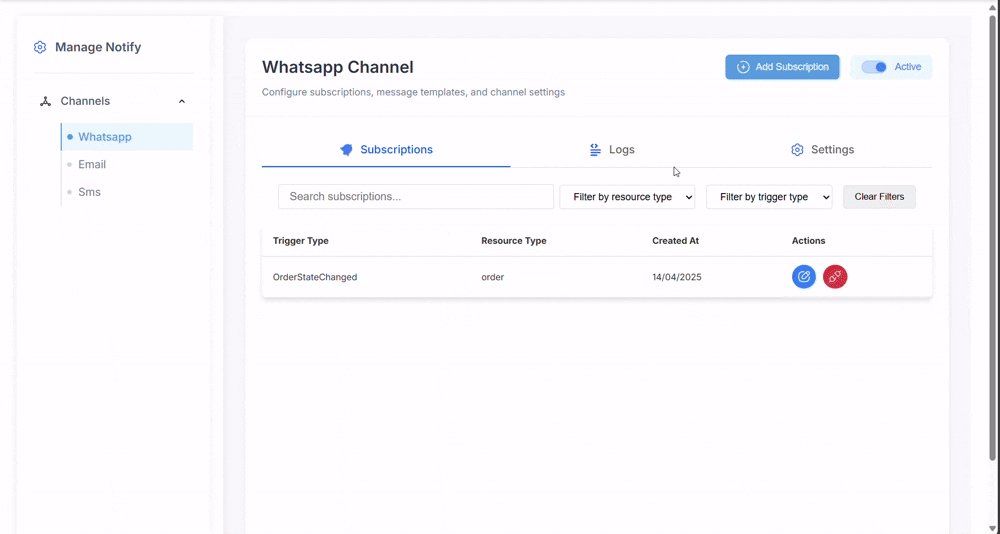 Manage Notify
Channels
Whatsapp
Email
Sms
Whatsapp Channel
Add Subscription
Active
Configure subscriptions, message templates, and channel settings
Subscriptions
Logs
Settings
Search subscriptions...
Filter by resource type
Filter by trigger type
Clear Filters
Trigger Type
Resource Type
Created At
Actions
OrderStateChanged
order
14/04/2025